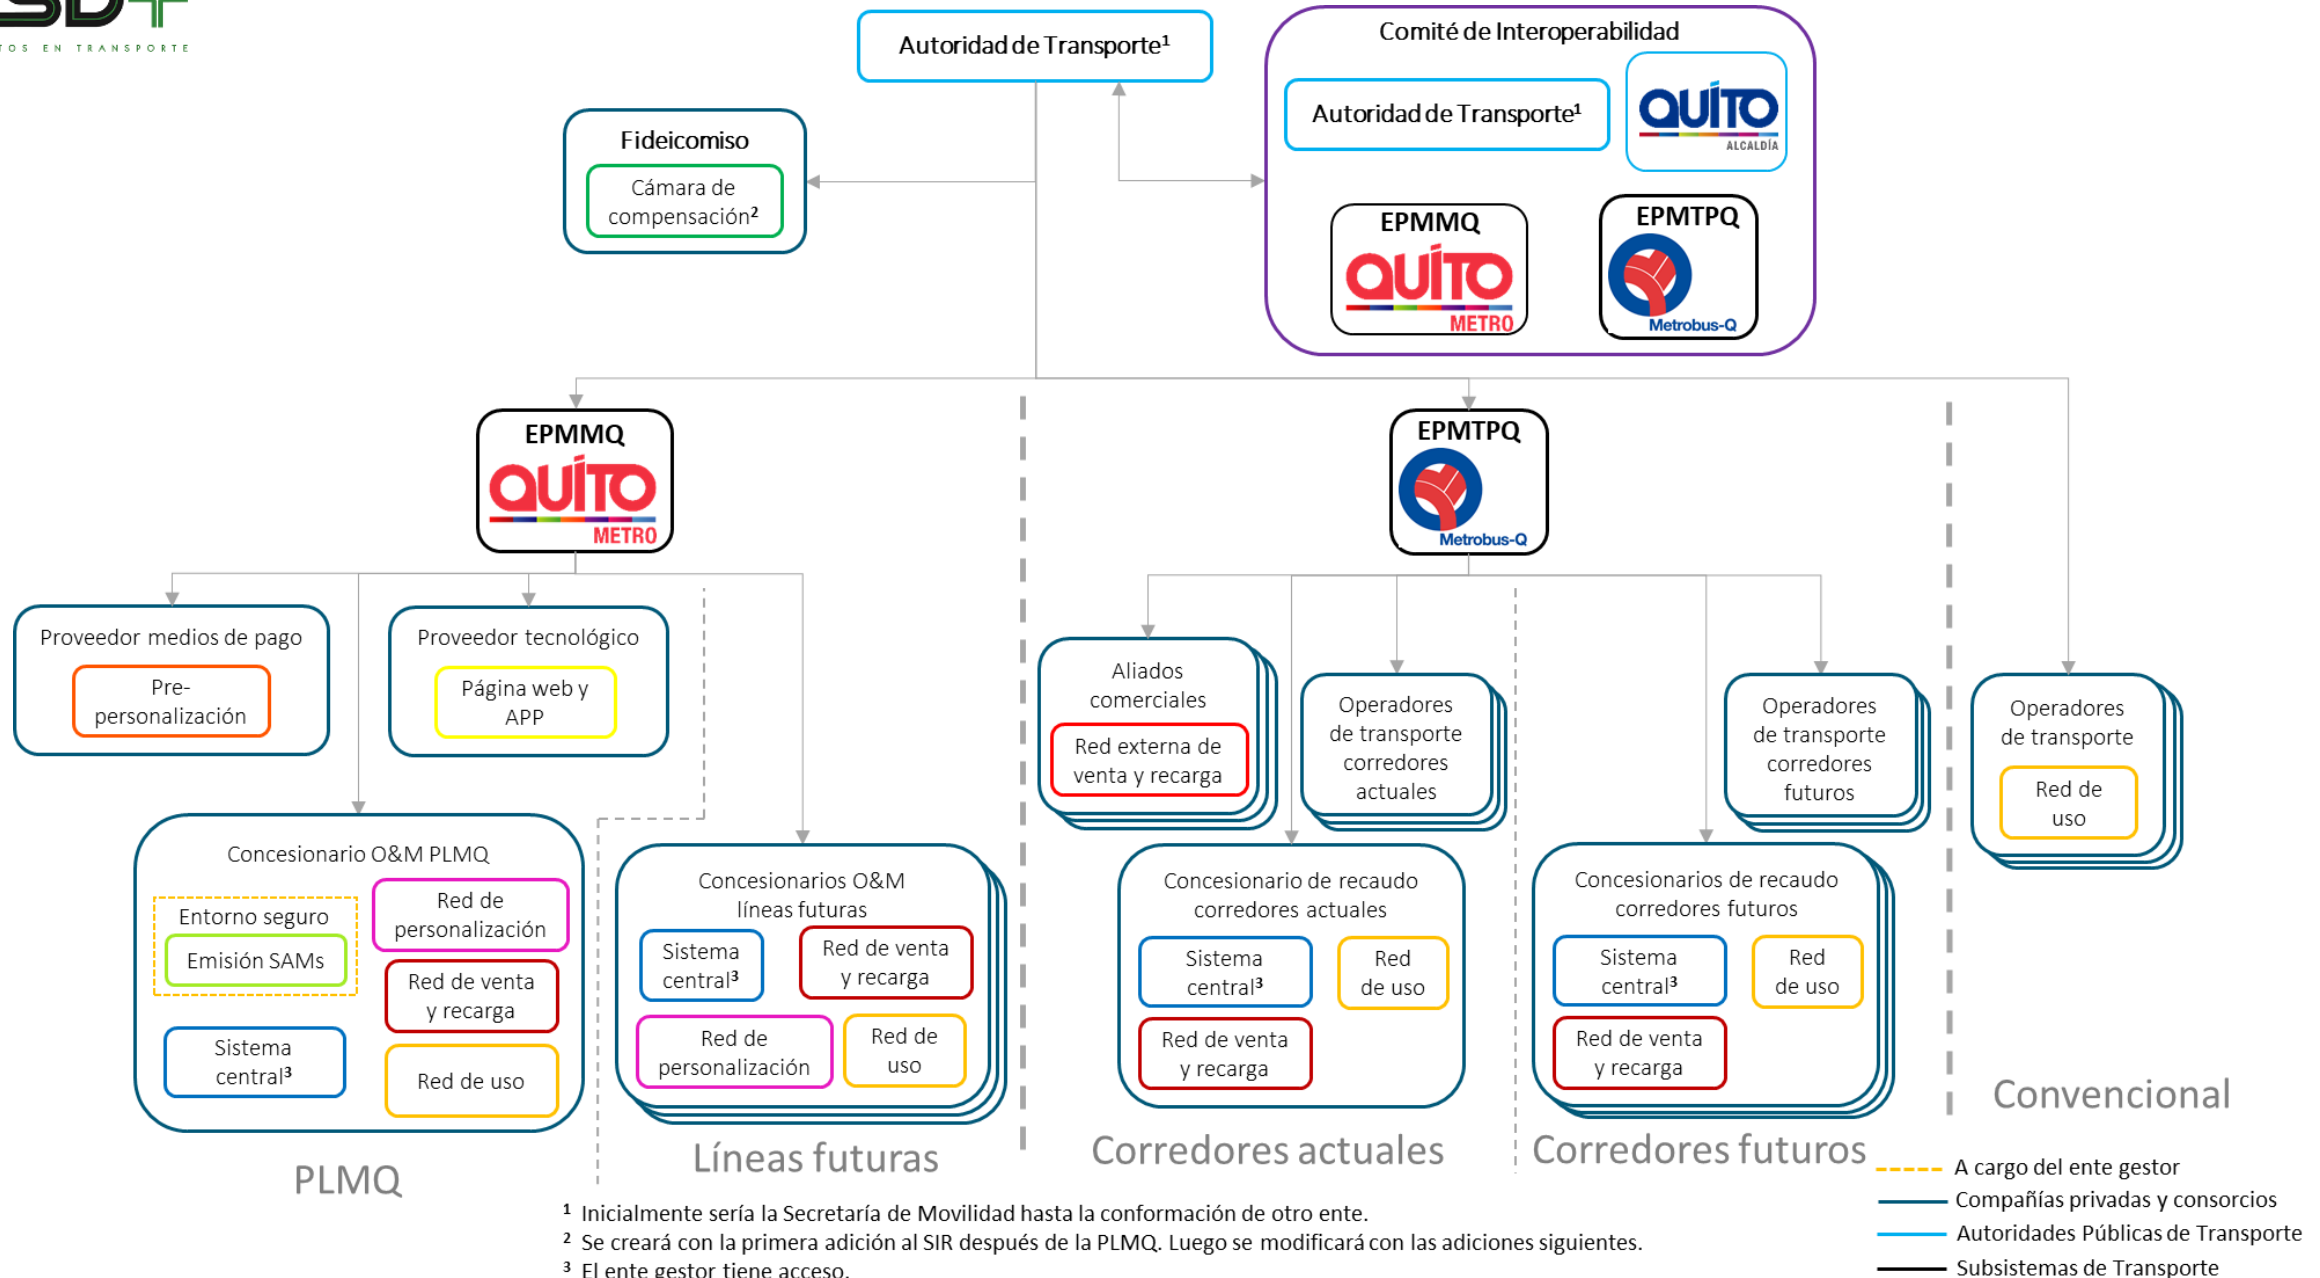 TOS EN TRANSPORTE
Autoridad de Transporte¹
Comité de Interoperabilidad
Autoridad de Transporte¹
QUÍTO
ALCALDÍA
EPMMQ
QUÍTO
METRO
EPMTPQ
Metrobus-Q
Fideicomiso
Cámara de
compensación²
EPMMQ
QUÍTO
METRO
EPMTPQ
Metrobus-Q
Proveedor medios de pago
Pre-
personalización
Proveedor tecnológico
Página web y
APP
Aliados
comerciales
Red externa de
venta y recarga
Operadores
de transporte
corredores
actuales
Operadores
de transporte
corredores
futuros
Operadores
de transporte
Red de
uso
Concesionario O&M PLMQ
Entorno seguro
Emisión SAMs
Red de
personalización
Red de venta
y recarga
Sistema
central³
Red de uso
Concesionarios O&M
líneas futuras
Sistema
central³
Red de venta
y recarga
Red de
personalización
Red de
uso
Concesionario de recaudo
corredores actuales
Sistema
central³
Red
de uso
Red de venta
y recarga
Concesionarios de recaudo
corredores futuros
Sistema
central³
Red
de uso
Red de venta
y recarga
PLMQ
Líneas futuras
Corredores actuales
Corredores futuros
Convencional
A cargo del ente gestor
Compañías privadas y consorcios
Autoridades Públicas de Transporte
Subsistemas de Transporte
¹ Inicialmente sería la Secretaría de Movilidad hasta la conformación de otro ente.
² Se creará con la primera adición al SIR después de la PLMQ. Luego se modificará con las adiciones siguientes.
³ El ente gestor tiene acceso.